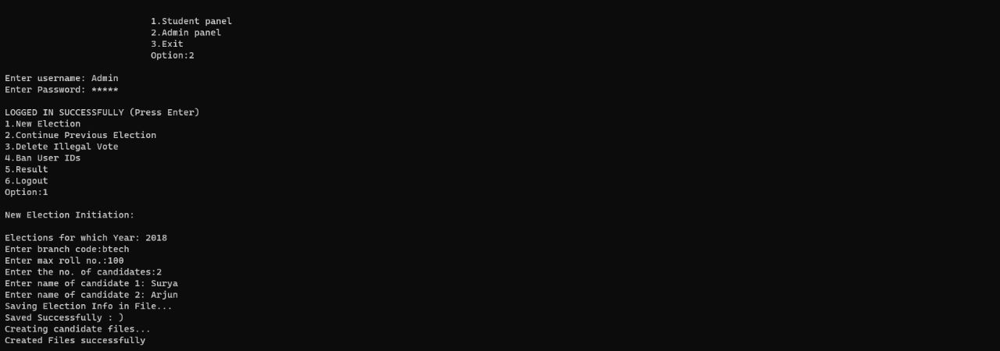 1.Student panel
2.Admin panel
3.Exit
Option:2
Enter username: Admin
Enter Password: *****
LOGGED IN SUCCESSFULLY (Press Enter)
1.New Election
2.Continue Previous Election
3.Delete Illegal Vote
4.Ban User IDs
5.Result
6.Logout
Option:1
New Election Initiation:
Elections for which Year: 2018
Enter branch code:btech
Enter max roll no.:100
Enter the no. of candidates:2
Enter name of candidate 1: Surya
Enter name of candidate 2: Arjun
Saving Election Info in File...
Saved Successfully : )
Creating candidate files...
Created Files successfully